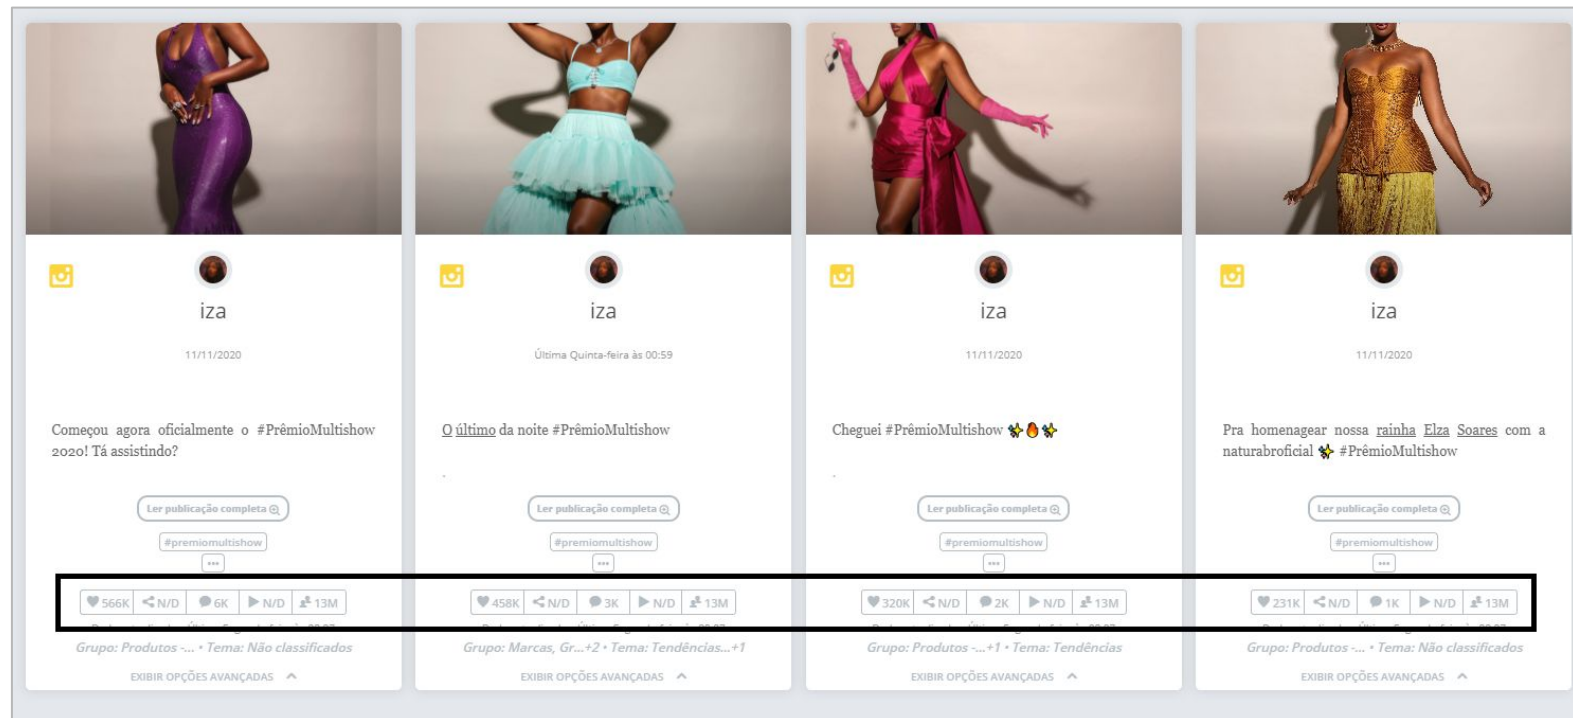 iza
11/11/2020
Começou agora oficialmente o #PrêmioMultishow
2020! Tá assistindo?
Ler publicação completa
#premiomultishow
...
566K N/D 6K N/D 13M
Grupo: Produtos -... • Tema: Não classificados
EXIBIR OPÇÕES AVANÇADAS
iza
Última Quinta-feira às 00:59
O último da noite #PrêmioMultishow
.
Ler publicação completa
#premiomultishow
...
458K N/D 3K N/D 13M
Grupo: Marcas, Gr...+2 • Tema: Tendências...+1
EXIBIR OPÇÕES AVANÇADAS
iza
11/11/2020
Cheguei #PrêmioMultishow ✨🔥✨
.
Ler publicação completa
#premiomultishow
...
320K N/D 2K N/D 13M
Grupo: Produtos -...+1 • Tema: Tendências
EXIBIR OPÇÕES AVANÇADAS
iza
11/11/2020
Pra homenagear nossa rainha Elza Soares com a
naturabroficial ✨ #PrêmioMultishow
Ler publicação completa
#premiomultishow
...
231K N/D 1K N/D 13M
Grupo: Produtos -... • Tema: Não classificados
EXIBIR OPÇÕES AVANÇADAS